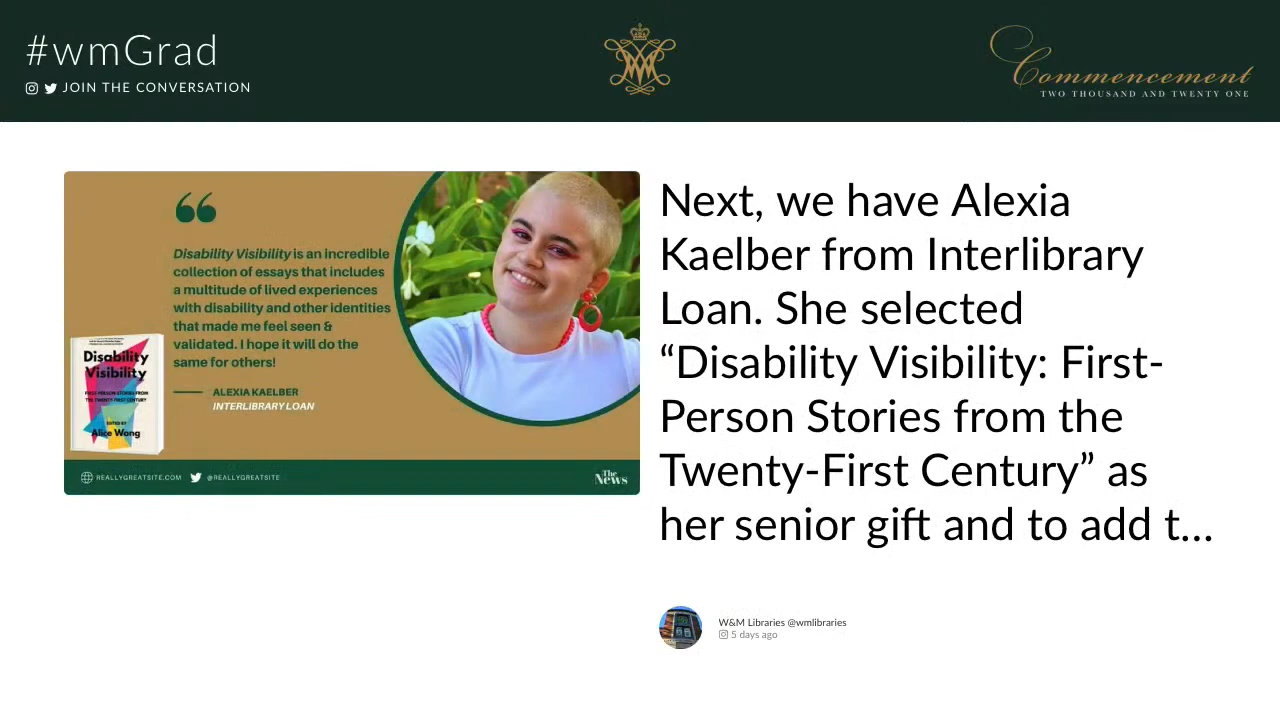 #wmGrad
JOIN THE CONVERSATION
Commencement
TWO THOUSAND AND TWENTY ONE
“
Disability Visibility is an incredible
collection of essays that includes
a multitude of lived experiences
with disability and other identities
that made me feel seen &
validated. I hope it will do the
same for others!
ALEXIA KAELBER
INTERLIBRARY LOAN
Disability
Visibility
FIRST-PERSON STORIES FROM
THE TWENTY-FIRST CENTURY
EDITED BY
Alice Wong
REALLYGREATSITE.COM
@REALLYGREATSITE
The
News
Next, we have Alexia
Kaelber from Interlibrary
Loan. She selected
“Disability Visibility: First-
Person Stories from the
Twenty-First Century” as
her senior gift and to add t...
W&M Libraries @wmlibraries
5 days ago